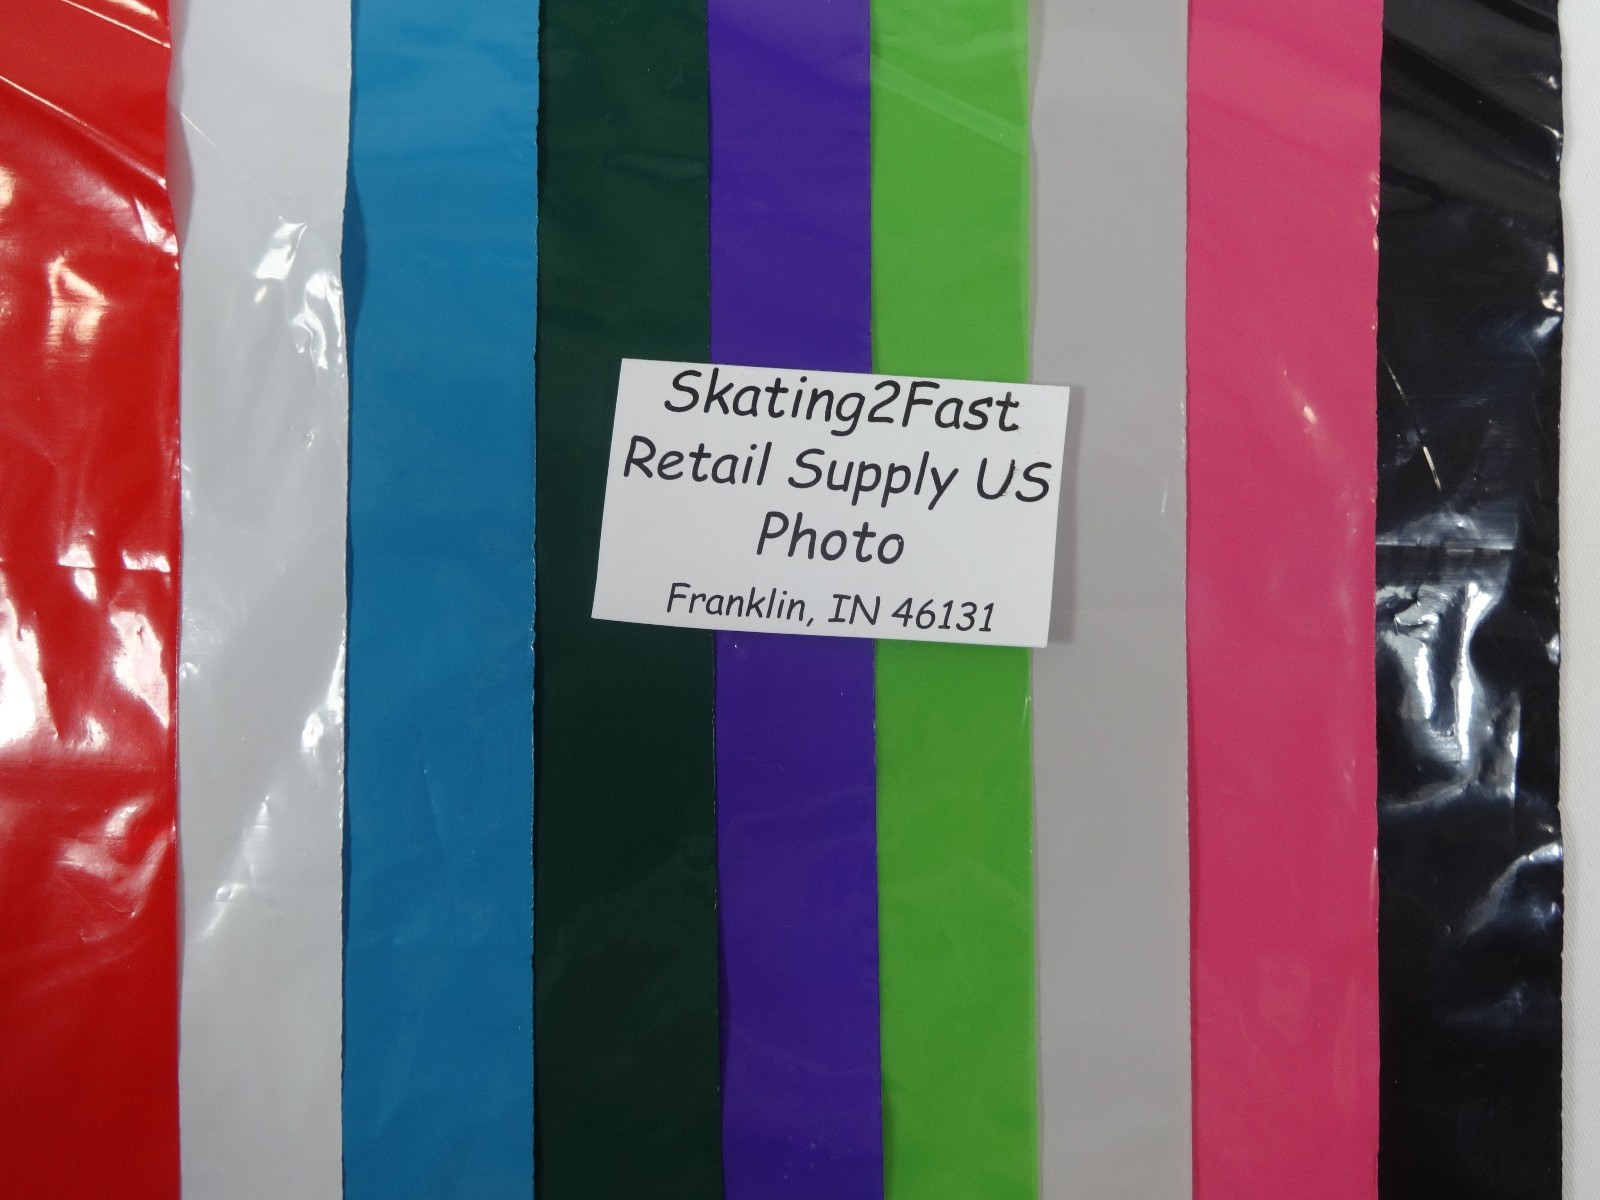 Skating2Fast
Retail Supply US
Photo
Franklin, IN 46131